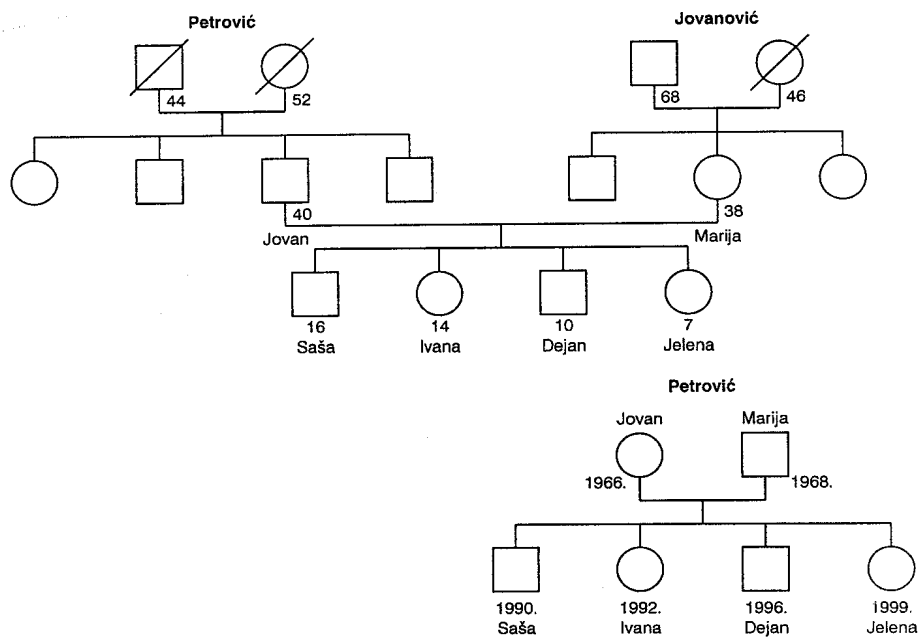 Petrović
Jovanović
44
52
68
46
40
38
Jovan
Marija
16
14
10
7
Saša
Ivana
Dejan
Jelena
Petrović
Jovan
Marija
1966.
1968.
1990.
1992.
1996.
1999.
Saša
Ivana
Dejan
Jelena